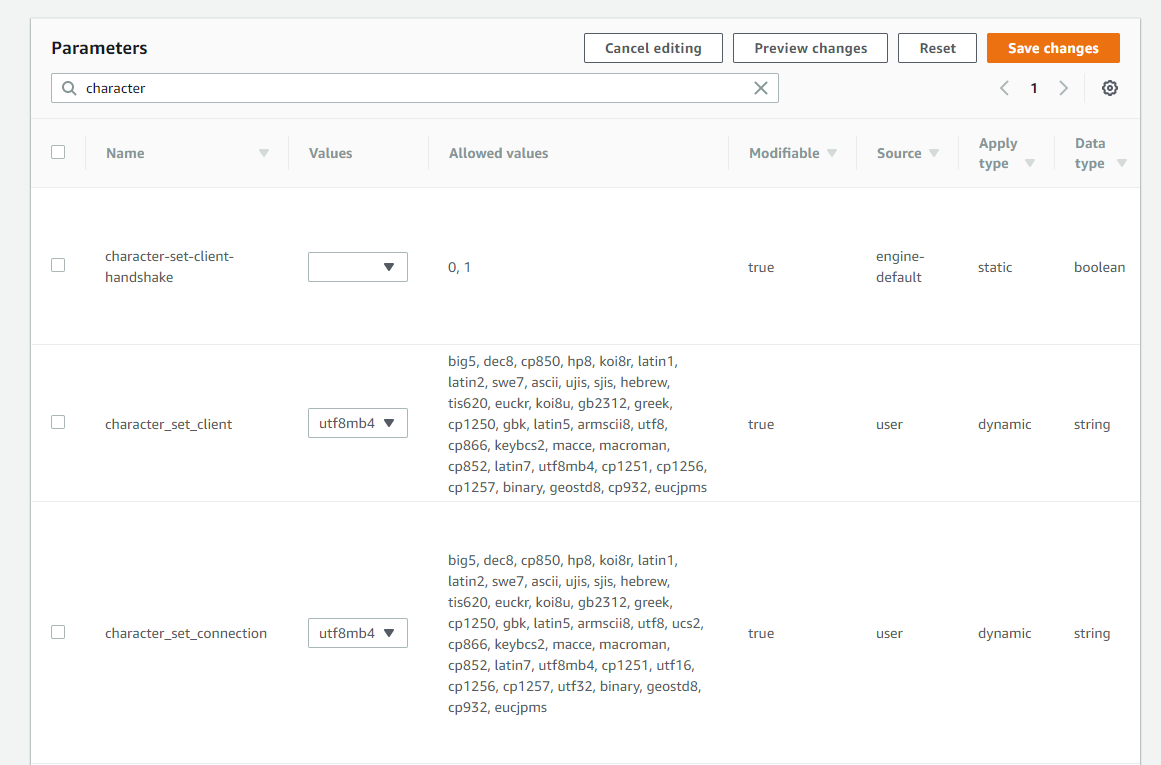 Parameters
Cancel editing
Preview changes
Reset
Save changes
character
1
Name
Values
Allowed values
Modifiable
Source
Apply
type
Data
type
character-set-client-
handshake
0, 1
true
engine-
default
static
boolean
character_set_client
utf8mb4
big5, dec8, cp850, hp8, koi8r, latin1,
latin2, swe7, ascii, ujis, sjis, hebrew,
tis620, euckr, koi8u, gb2312, greek,
cp1250, gbk, latin5, armscii8, utf8,
cp866, keybcs2, macce, macroman,
cp852, latin7, utf8mb4, cp1251, cp1256,
cp1257, binary, geostd8, cp932, eucjpms
true
user
dynamic
string
character_set_connection
utf8mb4
big5, dec8, cp850, hp8, koi8r, latin1,
latin2, swe7, ascii, ujis, sjis, hebrew,
tis620, euckr, koi8u, gb2312, greek,
cp1250, gbk, latin5, armscii8, utf8, ucs2,
cp866, keybcs2, macce, macroman,
cp852, latin7, utf8mb4, cp1251, utf16,
cp1256, cp1257, utf32, binary, geostd8,
cp932, eucjpms
true
user
dynamic
string